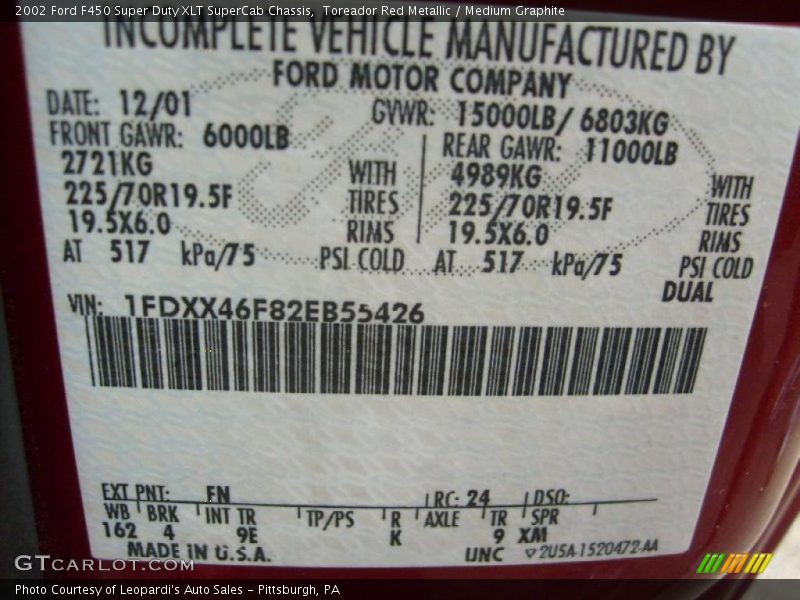 2002 Ford F450 Super Duty XLT SuperCab Chassis, Toreador Red Metallic / Medium Graphite
INCOMPLETE VEHICLE MANUFACTURED BY
FORD MOTOR COMPANY
DATE: 12/01 GVWR: 15000LB/ 6803KG
FRONT GAWR: 6000LB REAR GAWR: 11000LB
2721KG WITH 4989KG WITH
225/70R19.5F TIRES 225/70R19.5F TIRES
19.5X6.0 RIMS 19.5X6.0 RIMS
AT 517 kPa/75 PSI COLD AT 517 kPa/75 PSI COLD
DUAL
VIN: 1FDXX46F82EB55426
EXT PNT: FN RC: 24 DSO:
WB BRK INT TR TP/PS R AXLE TR SPR
162 4 9E K 9 XM
MADE IN U.S.A. UNC 2U5A-1520472-AA
GTcarlot.com
Photo Courtesy of Leopardi's Auto Sales - Pittsburgh, PA